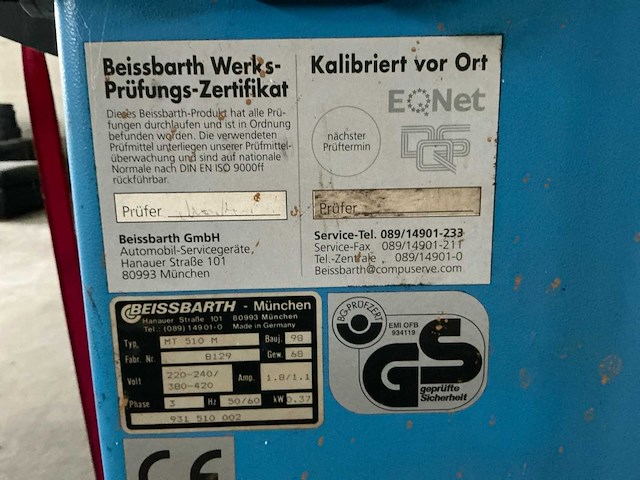 Beissbarth Werks-
Prüfungs-Zertifikat
Dieses Beissbarth-Produkt hat alle Prü-
fungen durchlaufen und ist in Ordnung
befunden worden. Die verwendeten
Prüfmittel unterliegen unserer Prüfmittel-
überwachung und sind auf nationale
Normale nach DIN EN ISO 9000ff
rückführbar.
Prüfer
Beissbarth GmbH
Automobil-Servicegeräte,
Hanauer Straße 101
80993 München
Kalibriert vor Ort
EQNet
nächster
Prüftermin
DQS
Prüfer
Service-Tel. 089/14901-233
Service-Fax 089/14901-211
Tel.-Zentrale 089/14901-0
Beissbarth@compuserve.com
BEISSBARTH - München
Hanauer Straße 101 80993 München
Tel.: (089) 149 01-0 Made in Germany
Typ. MT 510 M Bauj. 98
Fabr. Nr. 8129 Gew. 68
Volt 220-240/ 380-420 Amp. 1.8/1.1
Phase 3 Hz 50/60 kW 0.37
931 510 002
BG-PRÜFZERT
EMI OFB
934119
GS
geprüfte
Sicherheit
CE